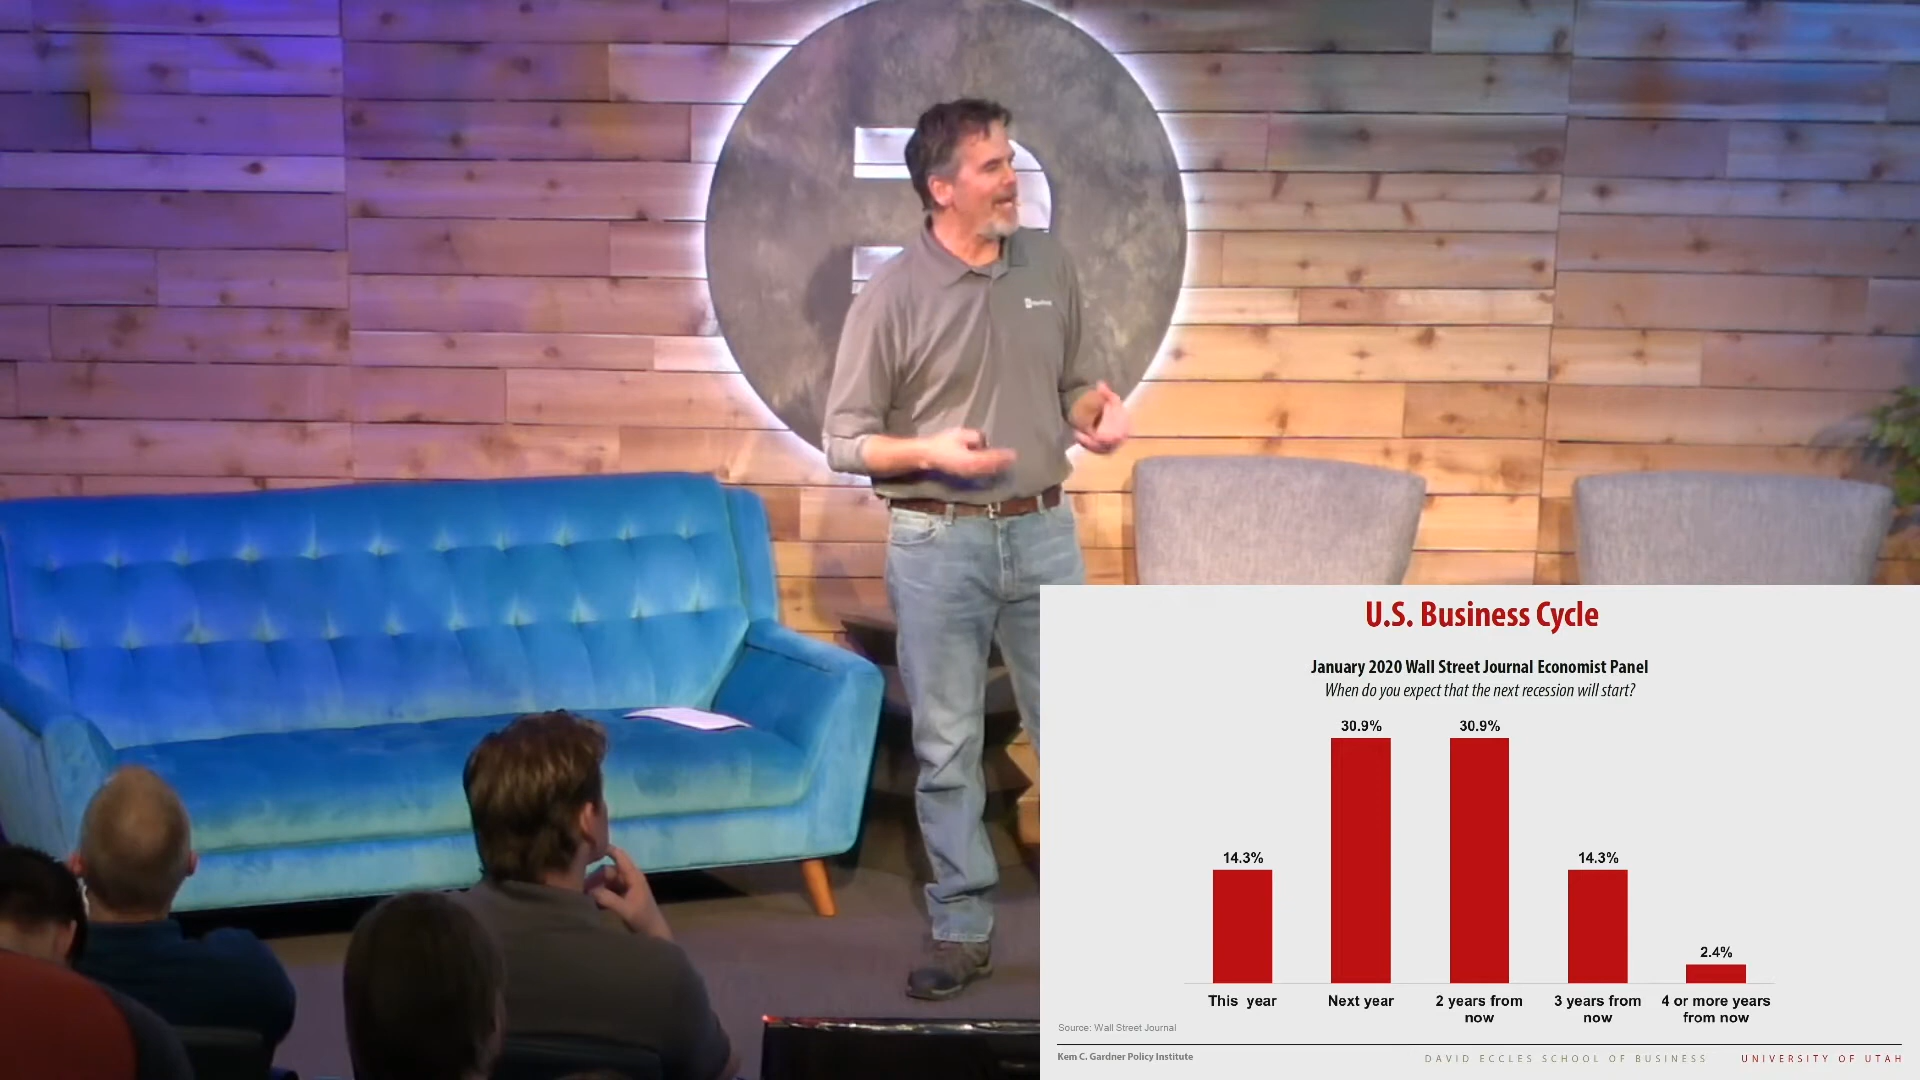 U.S. Business Cycle
January 2020 Wall Street Journal Economist Panel
When do you expect that the next recession will start?
30.9% 30.9%
14.3% 14.3%
2.4%
This year Next year 2 years from now 3 years from now 4 or more years from now
Source: Wall Street Journal
Kem C. Gardner Policy Institute DAVID ECCLES SCHOOL OF BUSINESS UNIVERSITY OF UTAH